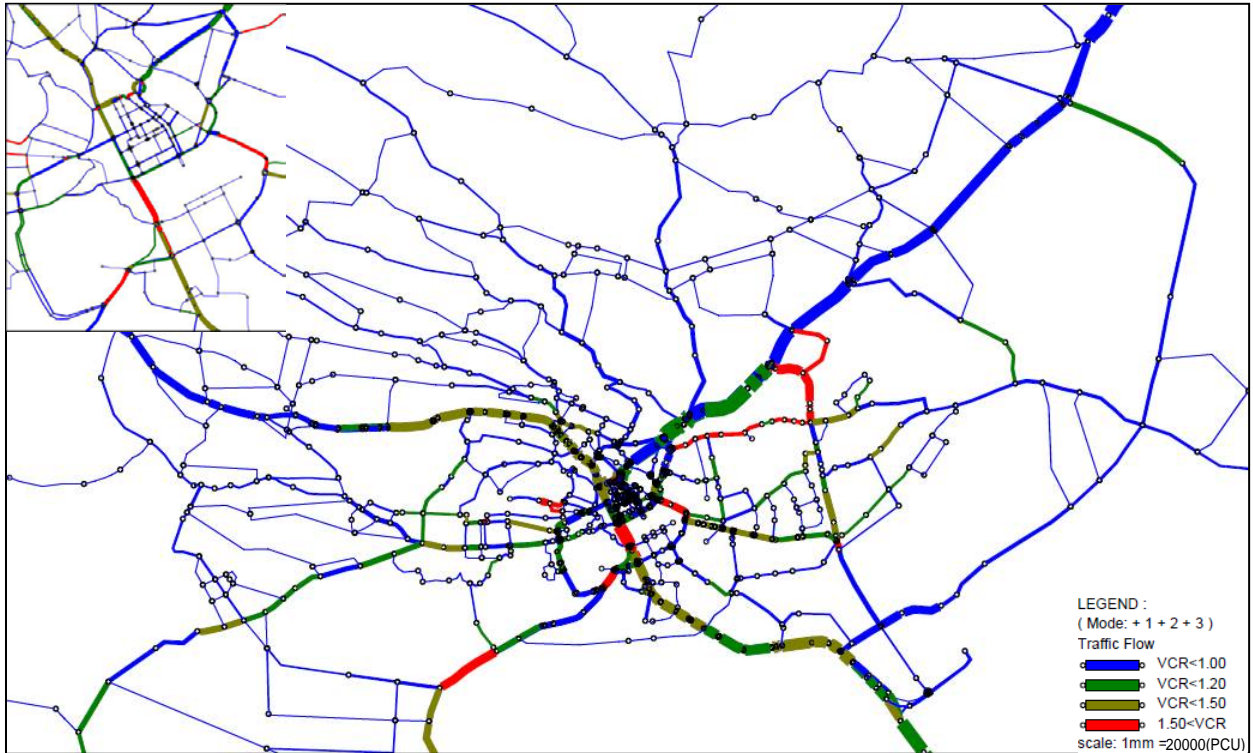 LEGEND :
( Mode: + 1 + 2 + 3 )
Traffic Flow
VCR<1.00
VCR<1.20
VCR<1.50
1.50<VCR
scale: 1mm =20000(PCU)